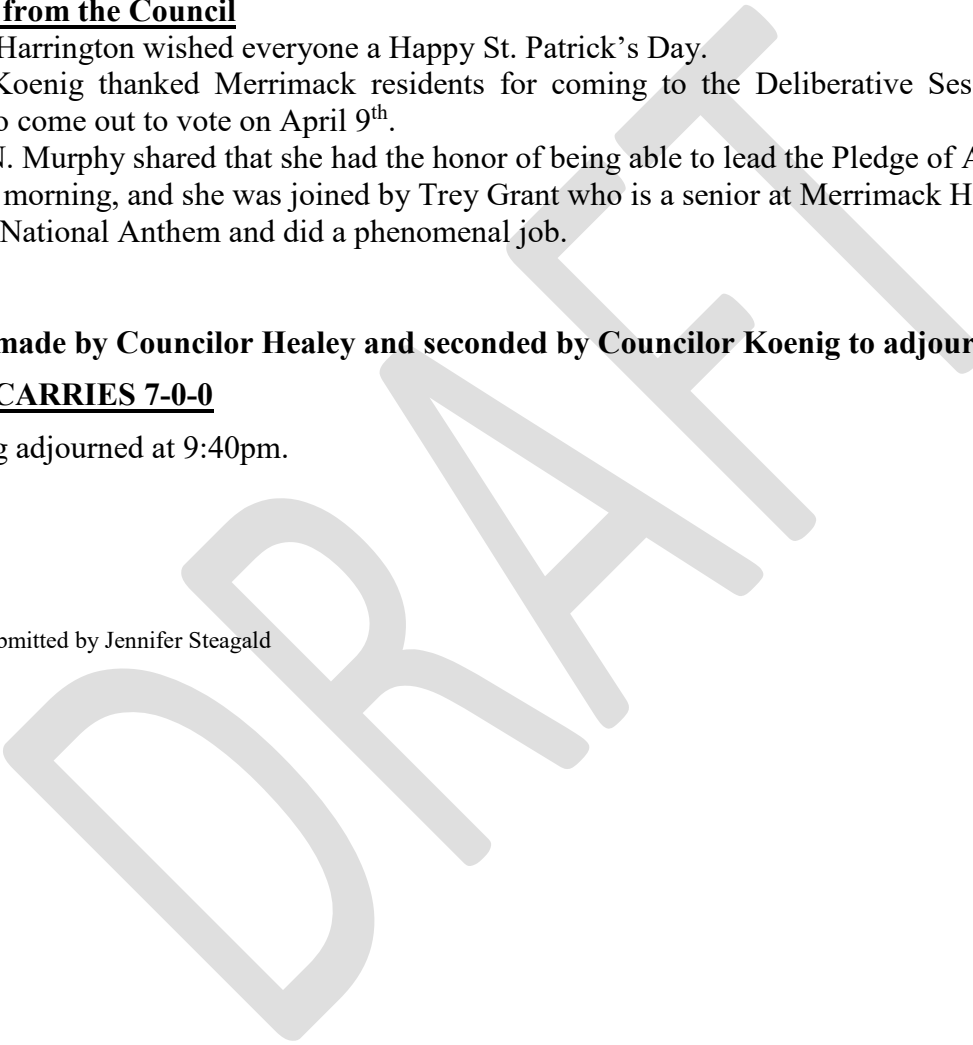 from the Council
Harrington wished everyone a Happy St. Patrick’s Day.
Koenig thanked Merrimack residents for coming to the Deliberative Ses
o come out to vote on April 9th.
N. Murphy shared that she had the honor of being able to lead the Pledge of A
morning, and she was joined by Trey Grant who is a senior at Merrimack H
National Anthem and did a phenomenal job.
made by Councilor Healey and seconded by Councilor Koenig to adjour
CARRIES 7-0-0
g adjourned at 9:40pm.
bmitted by Jennifer Steagald
DRAFT